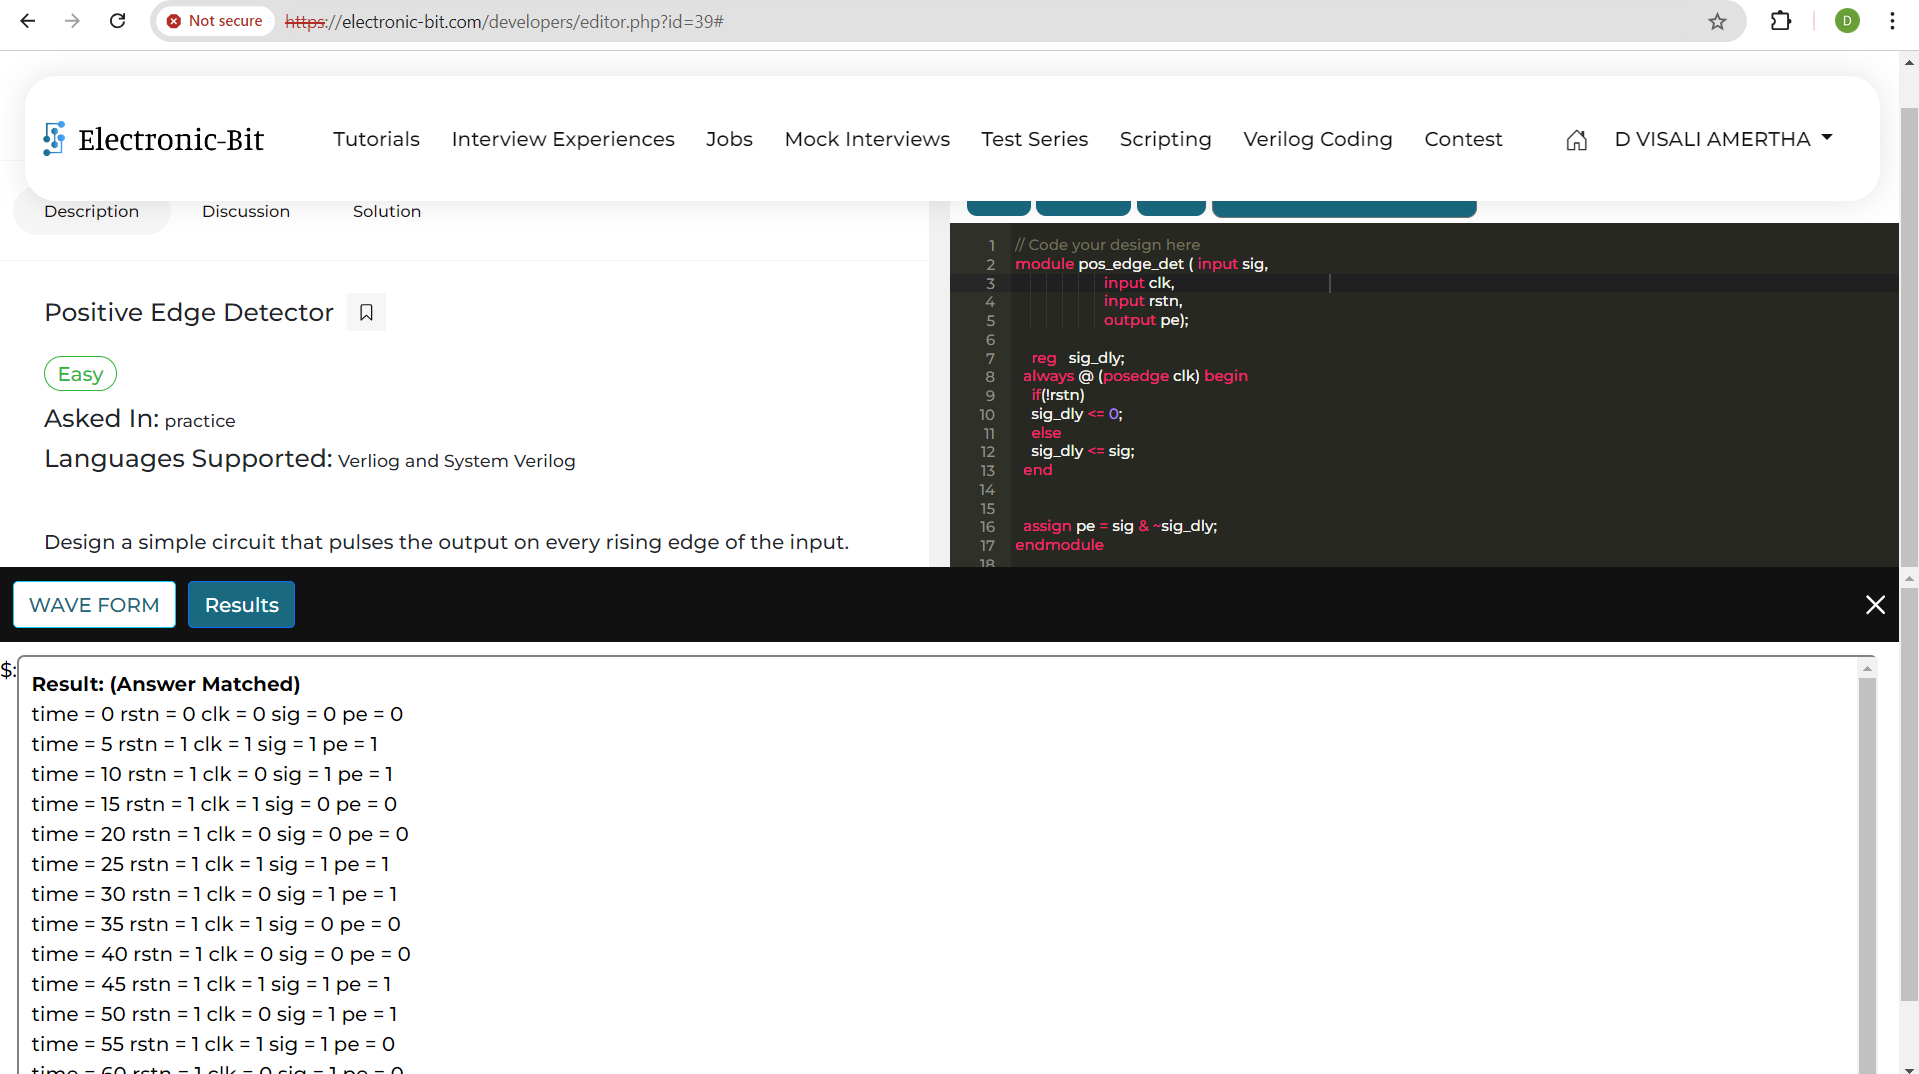 Not secure https://electronic-bit.com/developers/editor.php?id=39# D
Electronic-Bit Tutorials Interview Experiences Jobs Mock Interviews Test Series Scripting Verilog Coding Contest D VISALI AMERTHA
Description Discussion Solution
Positive Edge Detector
Easy
Asked In: practice
Languages Supported: Verliog and System Verilog
Design a simple circuit that pulses the output on every rising edge of the input.
1 // Code your design here
2 module pos_edge_det ( input sig,
3 input clk,
4 input rstn,
5 output pe);
6
7 reg sig_dly;
8 always @ (posedge clk) begin
9 if(!rstn)
10 sig_dly <= 0;
11 else
12 sig_dly <= sig;
13 end
14
15
16 assign pe = sig & ~sig_dly;
17 endmodule
18
WAVE FORM Results
$:
Result: (Answer Matched)
time = 0 rstn = 0 clk = 0 sig = 0 pe = 0
time = 5 rstn = 1 clk = 1 sig = 1 pe = 1
time = 10 rstn = 1 clk = 0 sig = 1 pe = 1
time = 15 rstn = 1 clk = 1 sig = 0 pe = 0
time = 20 rstn = 1 clk = 0 sig = 0 pe = 0
time = 25 rstn = 1 clk = 1 sig = 1 pe = 1
time = 30 rstn = 1 clk = 0 sig = 1 pe = 1
time = 35 rstn = 1 clk = 1 sig = 0 pe = 0
time = 40 rstn = 1 clk = 0 sig = 0 pe = 0
time = 45 rstn = 1 clk = 1 sig = 1 pe = 1
time = 50 rstn = 1 clk = 0 sig = 1 pe = 1
time = 55 rstn = 1 clk = 1 sig = 1 pe = 0
time = 60 rstn = 1 clk = 0 sig = 1 pe = 0